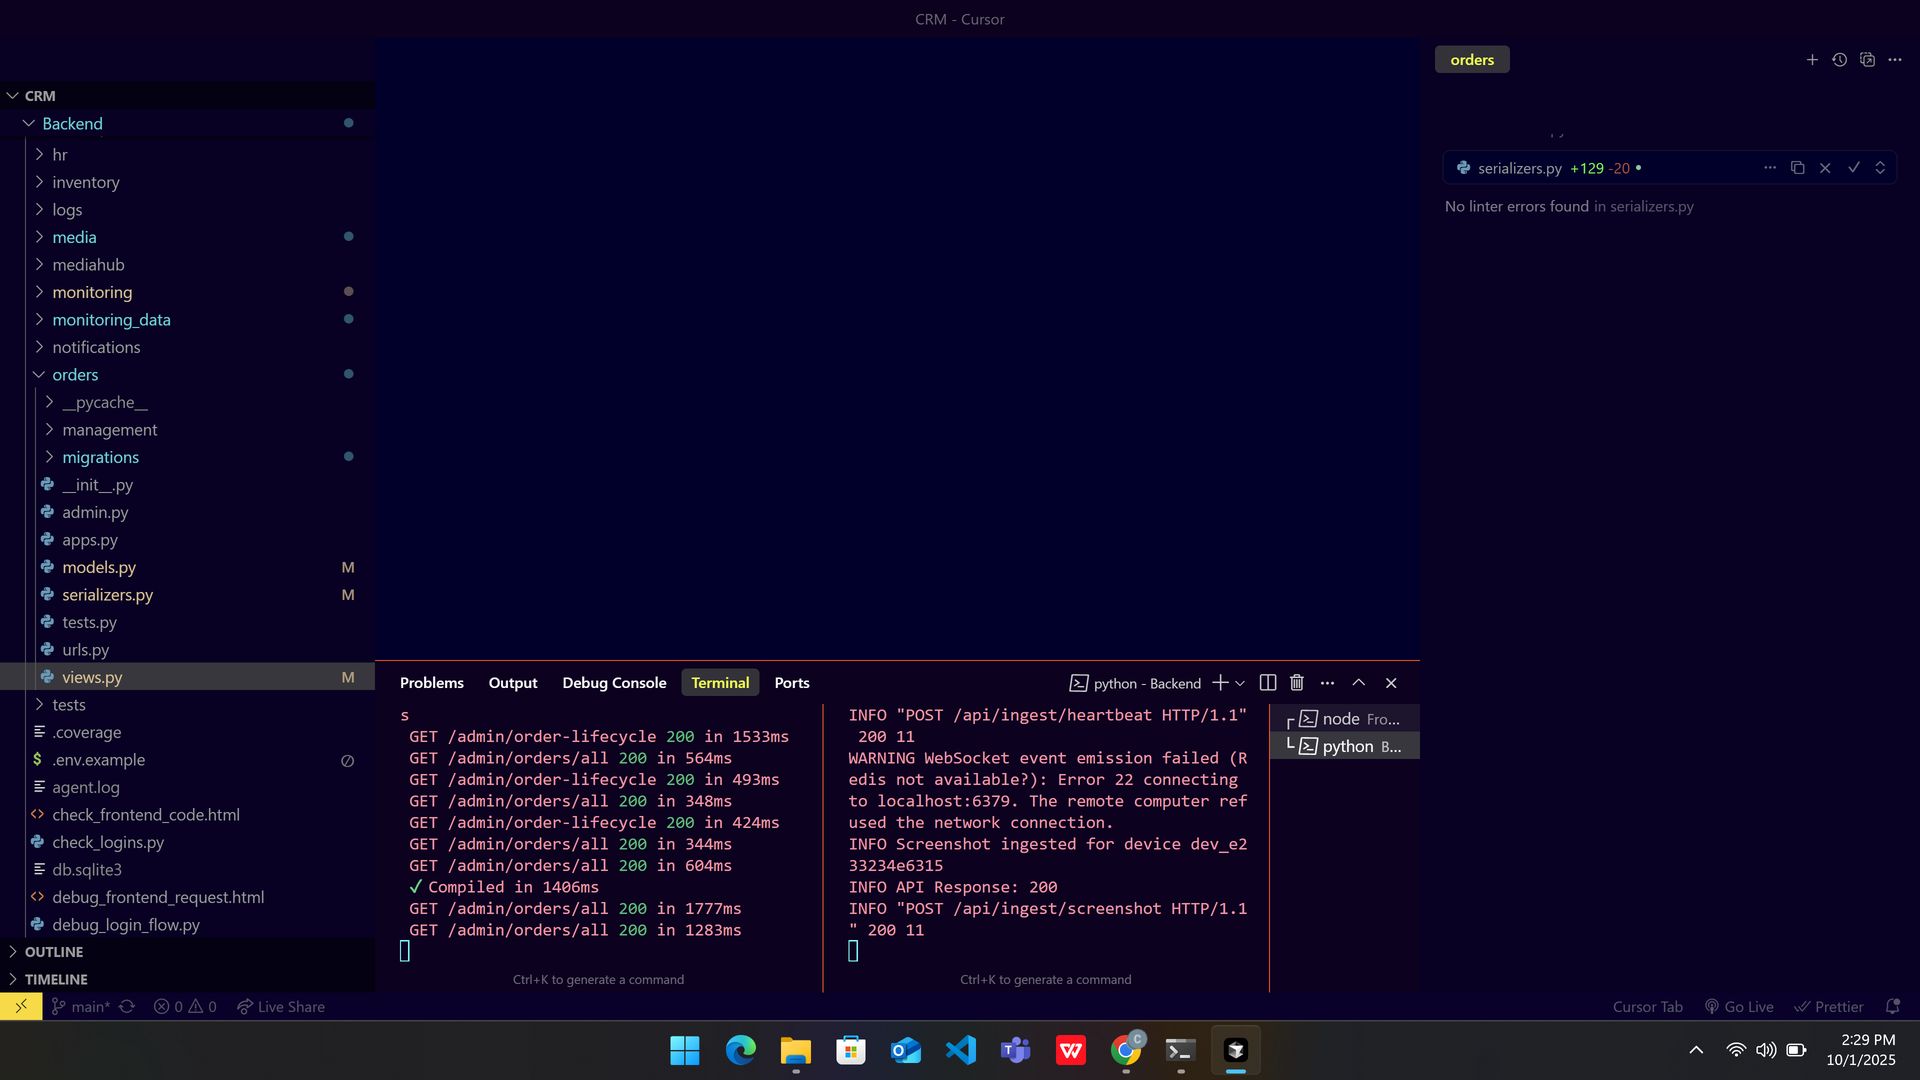 CRM - Cursor
CRM
Backend
hr
inventory
logs
media
mediahub
monitoring
monitoring_data
notifications
orders
__pycache__
management
migrations
__init__.py
admin.py
apps.py
models.py M
serializers.py M
tests.py
urls.py
views.py M
tests
.coverage
.env.example
agent.log
check_frontend_code.html
check_logins.py
db.sqlite3
debug_frontend_request.html
debug_login_flow.py
OUTLINE
TIMELINE
Problems Output Debug Console Terminal Ports
python - Backend
s
GET /admin/order-lifecycle 200 in 1533ms
GET /admin/orders/all 200 in 564ms
GET /admin/order-lifecycle 200 in 493ms
GET /admin/orders/all 200 in 348ms
GET /admin/order-lifecycle 200 in 424ms
GET /admin/orders/all 200 in 344ms
GET /admin/orders/all 200 in 604ms
✓ Compiled in 1406ms
GET /admin/orders/all 200 in 1777ms
GET /admin/orders/all 200 in 1283ms
Ctrl+K to generate a command
INFO "POST /api/ingest/heartbeat HTTP/1.1"
200 11
WARNING WebSocket event emission failed (R
edis not available?): Error 22 connecting
to localhost:6379. The remote computer ref
used the network connection.
INFO Screenshot ingested for device dev_e2
33234e6315
INFO API Response: 200
INFO "POST /api/ingest/screenshot HTTP/1.1
" 200 11
Ctrl+K to generate a command
node Fro...
python B...
orders
serializers.py +129 -20
No linter errors found in serializers.py
main* 0 0 Live Share
Cursor Tab Go Live Prettier
2:29 PM
10/1/2025